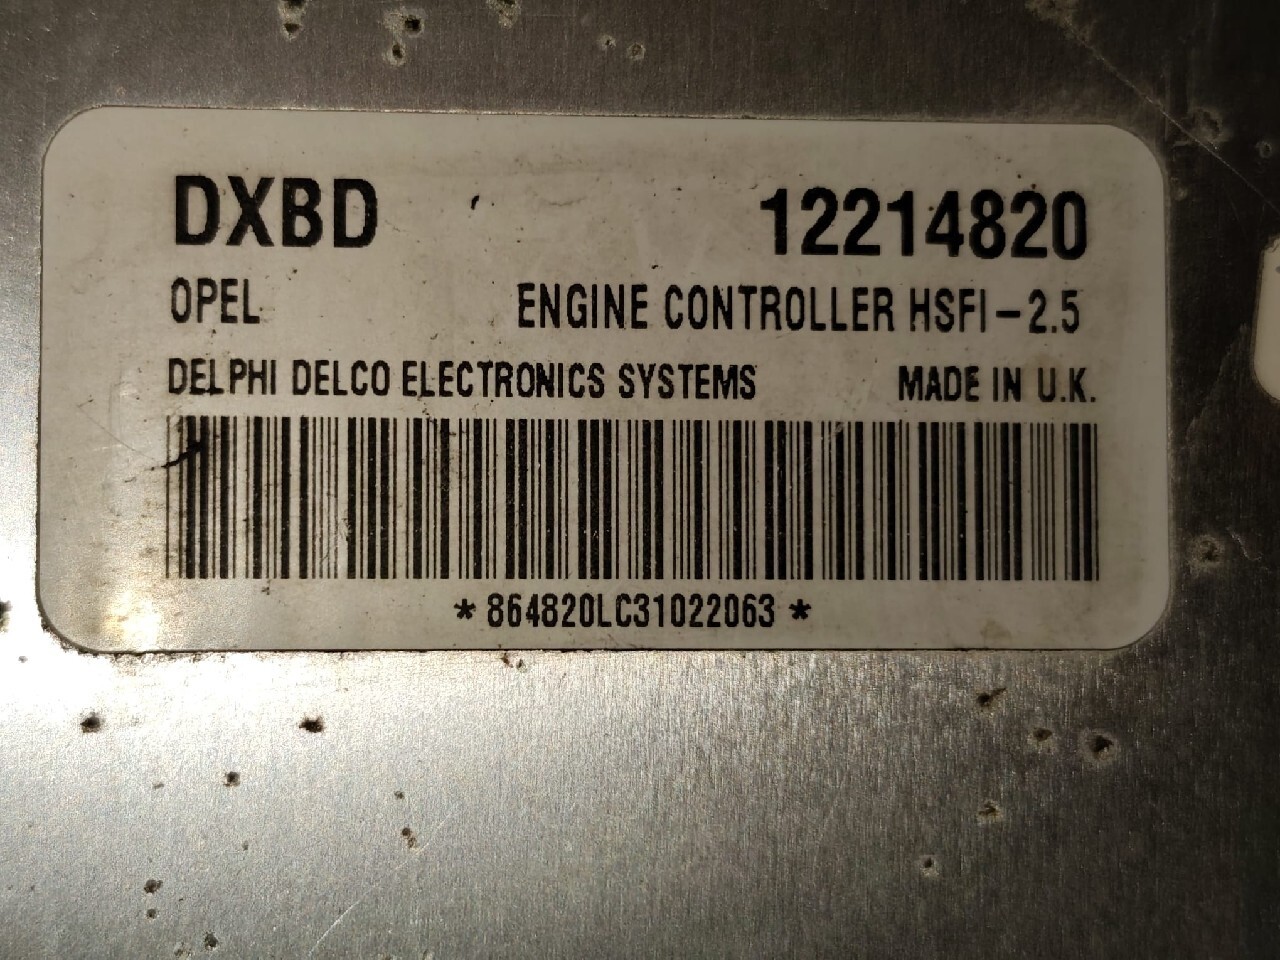 DXBD 12214820
OPEL ENGINE CONTROLLER HSFI-2.5
DELPHI DELCO ELECTRONICS SYSTEMS MADE IN U.K.
*864820LC31022063*